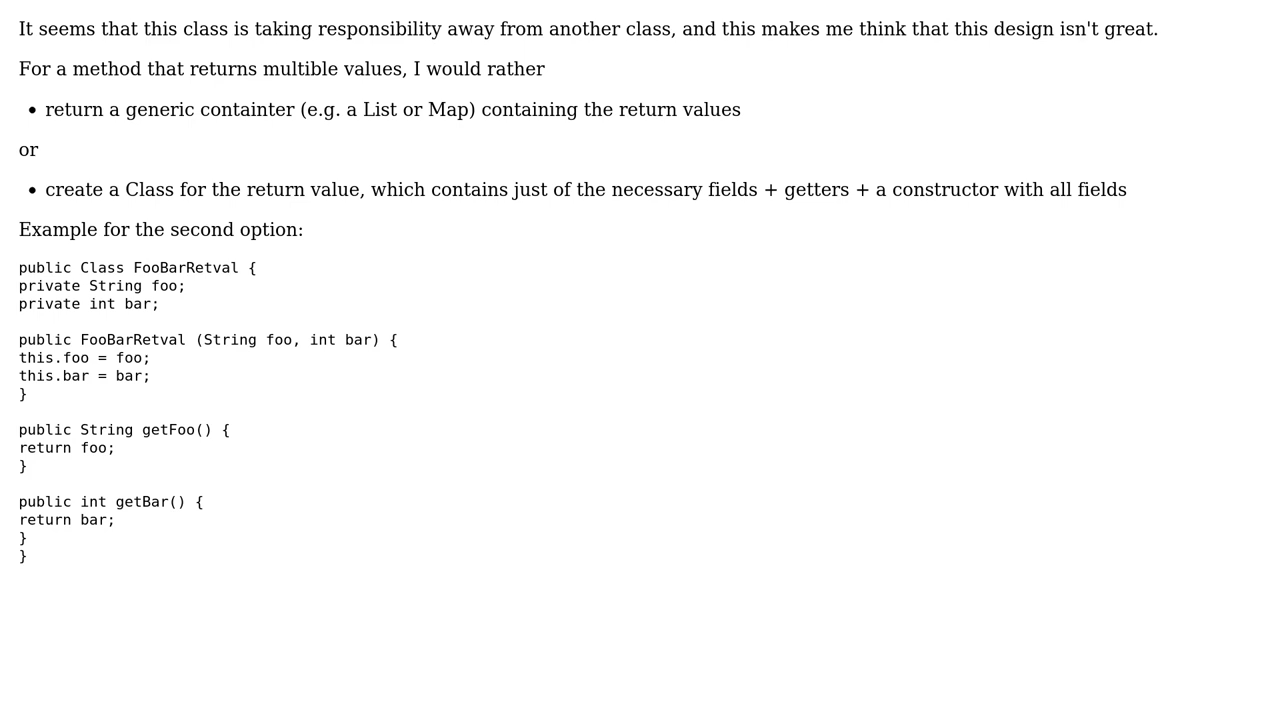 It seems that this class is taking responsibility away from another class, and this makes me think that this design isn't great.
For a method that returns multible values, I would rather
• return a generic containter (e.g. a List or Map) containing the return values
or
• create a Class for the return value, which contains just of the necessary fields + getters + a constructor with all fields
Example for the second option:
public Class FooBarRetval {
private String foo;
private int bar;
public FooBarRetval (String foo, int bar) {
this.foo = foo;
this.bar = bar;
}
public String getFoo() {
return foo;
}
public int getBar() {
return bar;
}
}